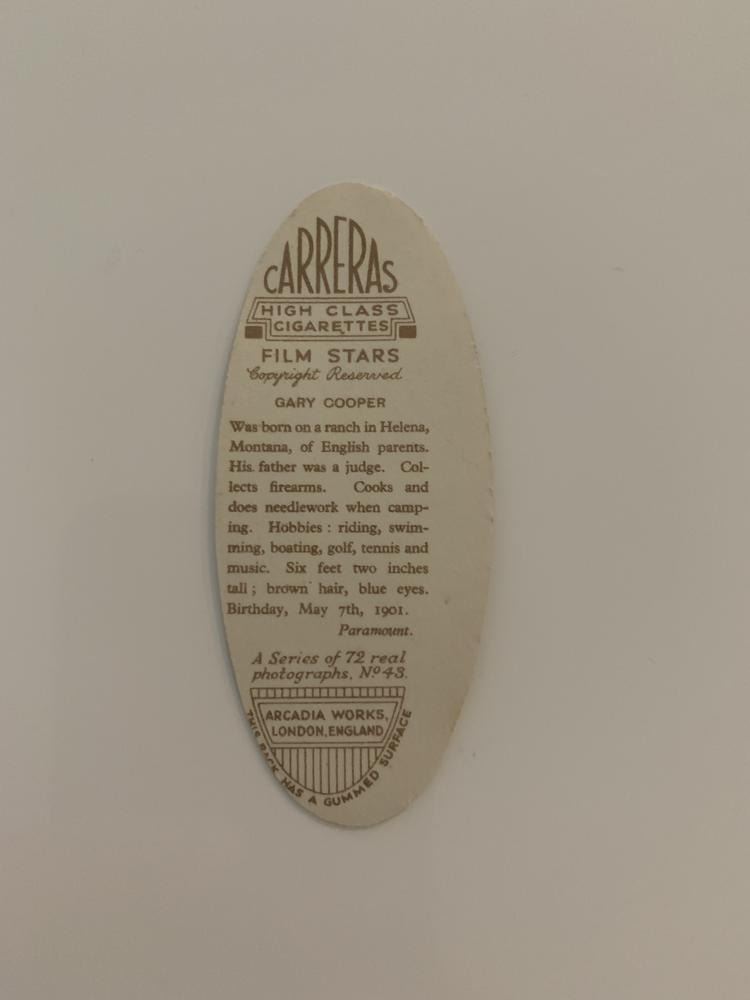 CARRERAS
HIGH CLASS
CIGARETTES
FILM STARS
Copyright Reserved
GARY COOPER
Was born on a ranch in Helena,
Montana, of English parents.
His father was a judge. Col-
lects firearms. Cooks and
does needlework when camp-
ing. Hobbies : riding, swim-
ming, boating, golf, tennis and
music. Six feet two inches
tall ; brown hair, blue eyes.
Birthday, May 7th, 1901.
Paramount.
A Series of 72 real
photographs, Nº 43.
ARCADIA WORKS,
LONDON, ENGLAND
THIS BACK HAS A GUMMED SURFACE